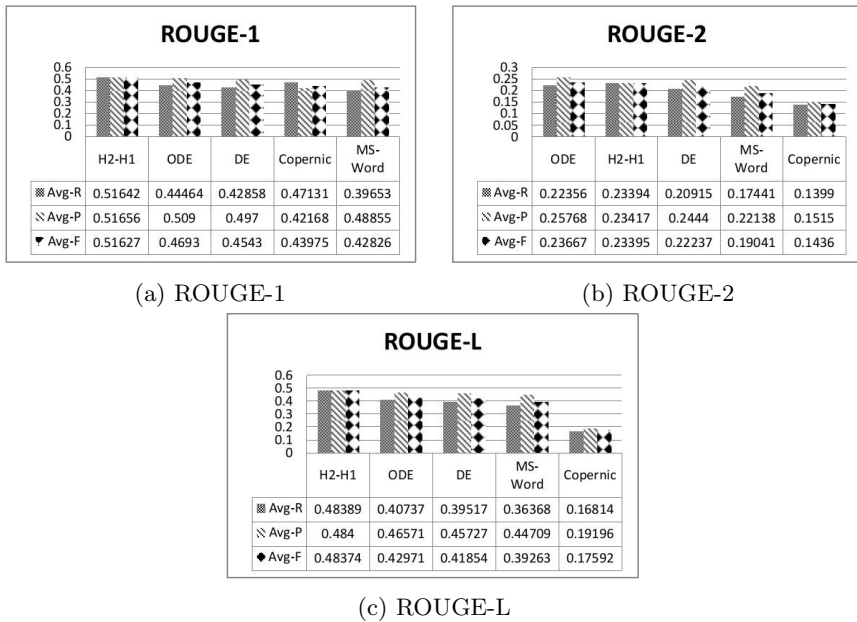 ROUGE-1
0.6
0.5
0.4
0.3
0.2
0.1
0
H2-H1 ODE DE Copernic MS-Word
Avg-R 0.51642 0.44464 0.42858 0.47131 0.39653
Avg-P 0.51656 0.509 0.497 0.42168 0.48855
Avg-F 0.51627 0.4693 0.4543 0.43975 0.42826
(a) ROUGE-1
ROUGE-2
0.3
0.25
0.2
0.15
0.1
0.05
0
ODE H2-H1 DE MS-Word Copernic
Avg-R 0.22356 0.23394 0.20915 0.17441 0.1399
Avg-P 0.25768 0.23417 0.2444 0.22138 0.1515
Avg-F 0.23667 0.23395 0.22237 0.19041 0.1436
(b) ROUGE-2
ROUGE-L
0.6
0.5
0.4
0.3
0.2
0.1
0
H2-H1 ODE DE MS-Word Copernic
Avg-R 0.48389 0.40737 0.39517 0.36368 0.16814
Avg-P 0.484 0.46571 0.45727 0.44709 0.19196
Avg-F 0.48374 0.42971 0.41854 0.39263 0.17592
(c) ROUGE-L